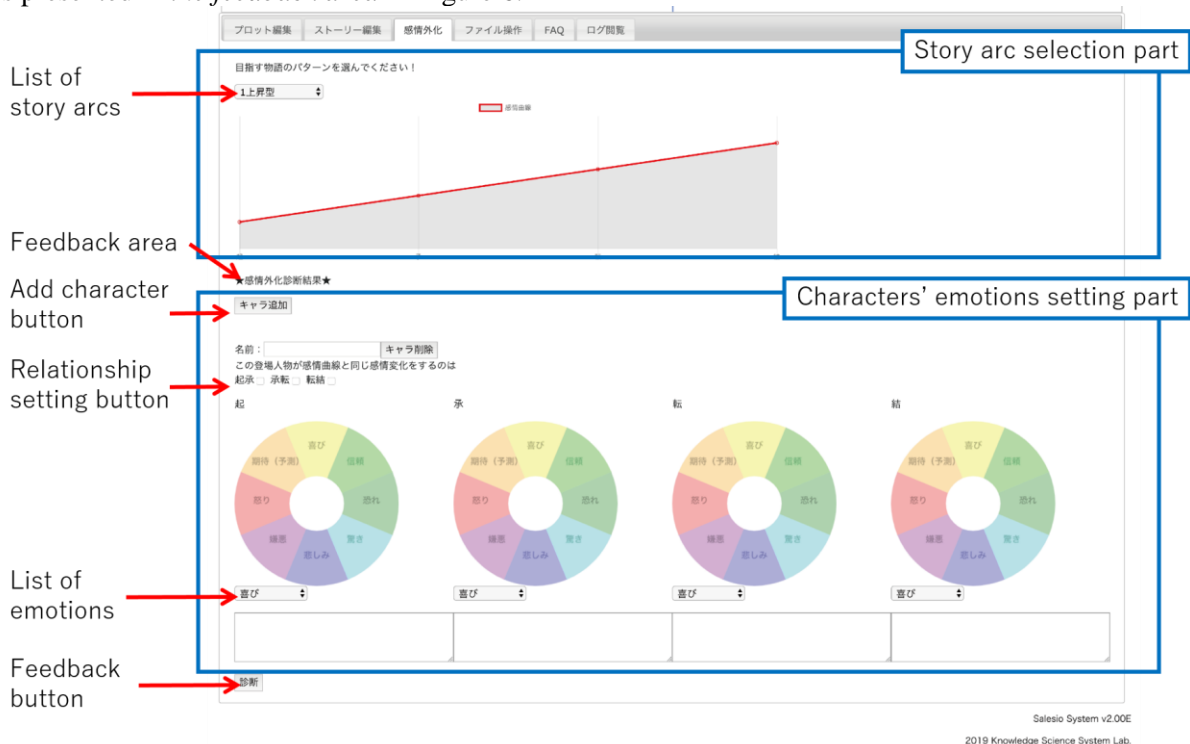 プロット編集 ストーリー編集 感情外化 ファイル操作 FAQ ログ閲覧
Story arc selection part
目指す物語のパターンを選んでください！
List of
story arcs
1上昇型
感情曲線
Feedback area
★感情外化診断結果★
Add character
button
キャラ追加
Characters' emotions setting part
名前： キャラ削除
この登場人物が感情曲線と同じ感情変化をするのは
Relationship
setting button
起承 承転 転結
起 承 転 結
喜び 信頼 恐れ 驚き 悲しみ 嫌悪 怒り 期待（予測）
喜び 信頼 恐れ 驚き 悲しみ 嫌悪 怒り 期待（予測）
喜び 信頼 恐れ 驚き 悲しみ 嫌悪 怒り 期待（予測）
喜び 信頼 恐れ 驚き 悲しみ 嫌悪 怒り 期待（予測）
List of
emotions
喜び 喜び 喜び 喜び
Feedback
button
診断
Salesio System v2.00E
2019 Knowledge Science System Lab.